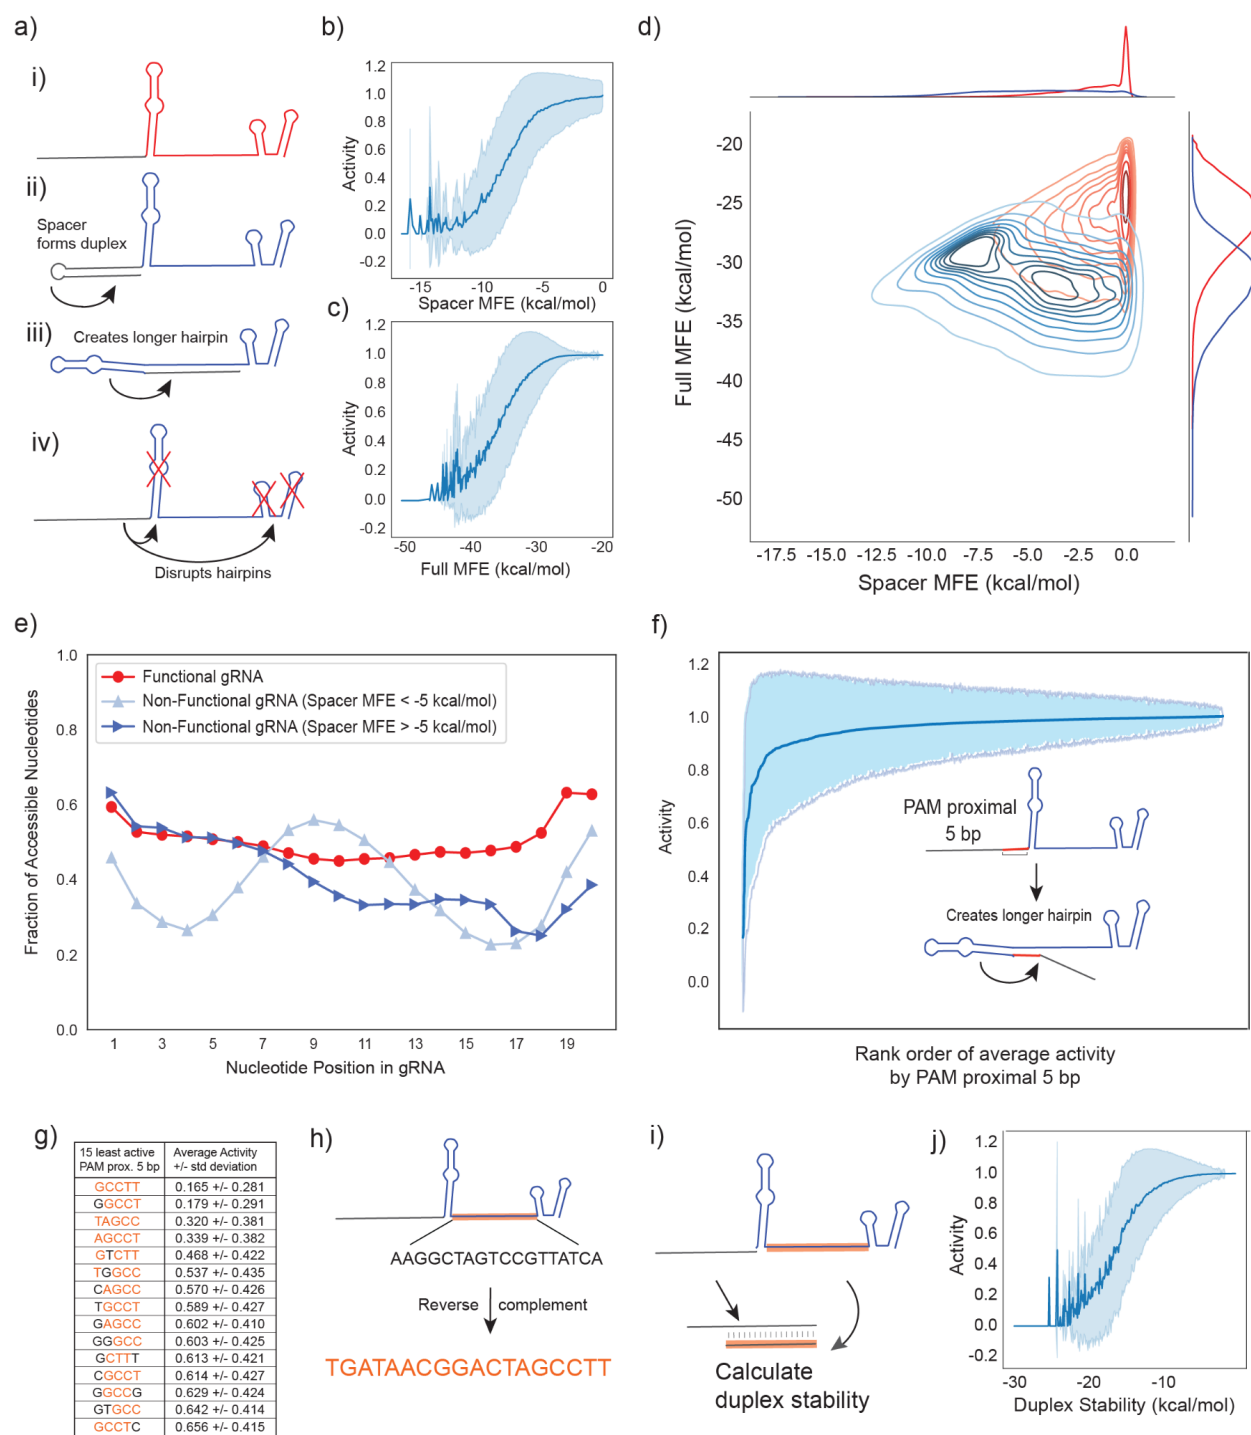 a)
i)
ii)
Spacer
forms duplex
iii)
Creates longer hairpin
iv)
Disrupts hairpins
b)
1.2
1.0
0.8
0.6
0.4
0.2
0.0
-0.2
Activity
-15
-10
-5
0
Spacer MFE (kcal/mol)
c)
1.2
1.0
0.8
0.6
0.4
0.2
0.0
-0.2
Activity
-50
-40
-30
-20
Full MFE (kcal/mol)
d)
-20
-25
-30
-35
-40
-45
-50
Full MFE (kcal/mol)
-17.5
-15.0
-12.5
-10.0
-7.5
-5.0
-2.5
0.0
Spacer MFE (kcal/mol)
e)
1.0
0.8
0.6
0.4
0.2
0.0
Fraction of Accessible Nucleotides
Functional gRNA
Non-Functional gRNA (Spacer MFE < -5 kcal/mol)
Non-Functional gRNA (Spacer MFE > -5 kcal/mol)
1
3
5
7
9
11
13
15
17
19
Nucleotide Position in gRNA
f)
1.2
1.0
0.8
0.6
0.4
0.2
0.0
Activity
PAM proximal
5 bp
Creates longer hairpin
Rank order of average activity
by PAM proximal 5 bp
g)
15 least active
PAM prox. 5 bp
Average Activity
+/- std deviation
GCCTT 0.165 +/- 0.281
GGCCT 0.179 +/- 0.291
TAGCC 0.320 +/- 0.381
AGCCT 0.339 +/- 0.382
GTCTT 0.468 +/- 0.422
TGGCC 0.537 +/- 0.435
CAGCC 0.570 +/- 0.426
TGCCT 0.589 +/- 0.427
GAGCC 0.602 +/- 0.410
GGGCC 0.603 +/- 0.425
GCTTT 0.613 +/- 0.421
CGCCT 0.614 +/- 0.427
GGCCG 0.629 +/- 0.424
GTGCC 0.642 +/- 0.414
GCCTC 0.656 +/- 0.415
h)
AAGGCTAGTCCGTTATCA
Reverse complement
TGATAACGGACTAGCCTT
i)
Calculate
duplex stability
j)
1.2
1.0
0.8
0.6
0.4
0.2
0.0
-0.2
Activity
-30
-20
-10
Duplex Stability (kcal/mol)